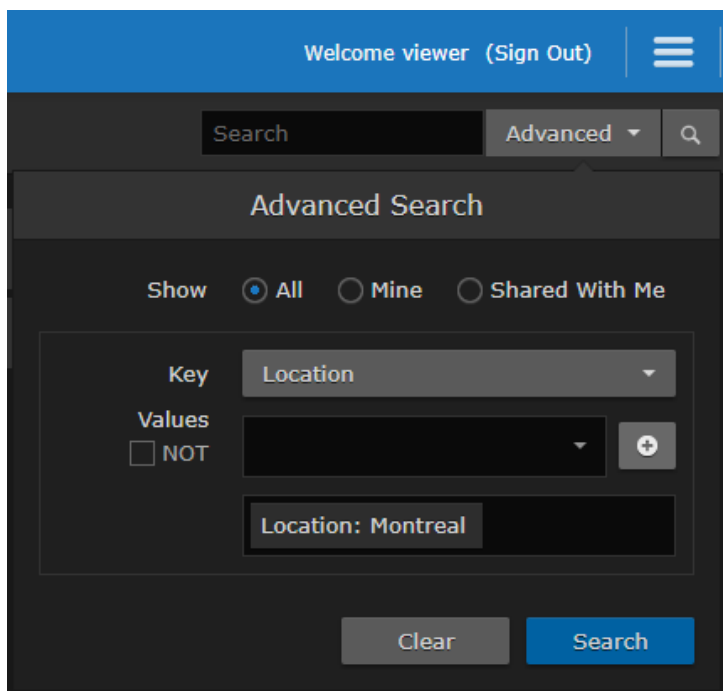 Welcome viewer (Sign Out)
Search Advanced
Advanced Search
Show All Mine Shared With Me
Key Location
Values
NOT
Location: Montreal
Clear Search